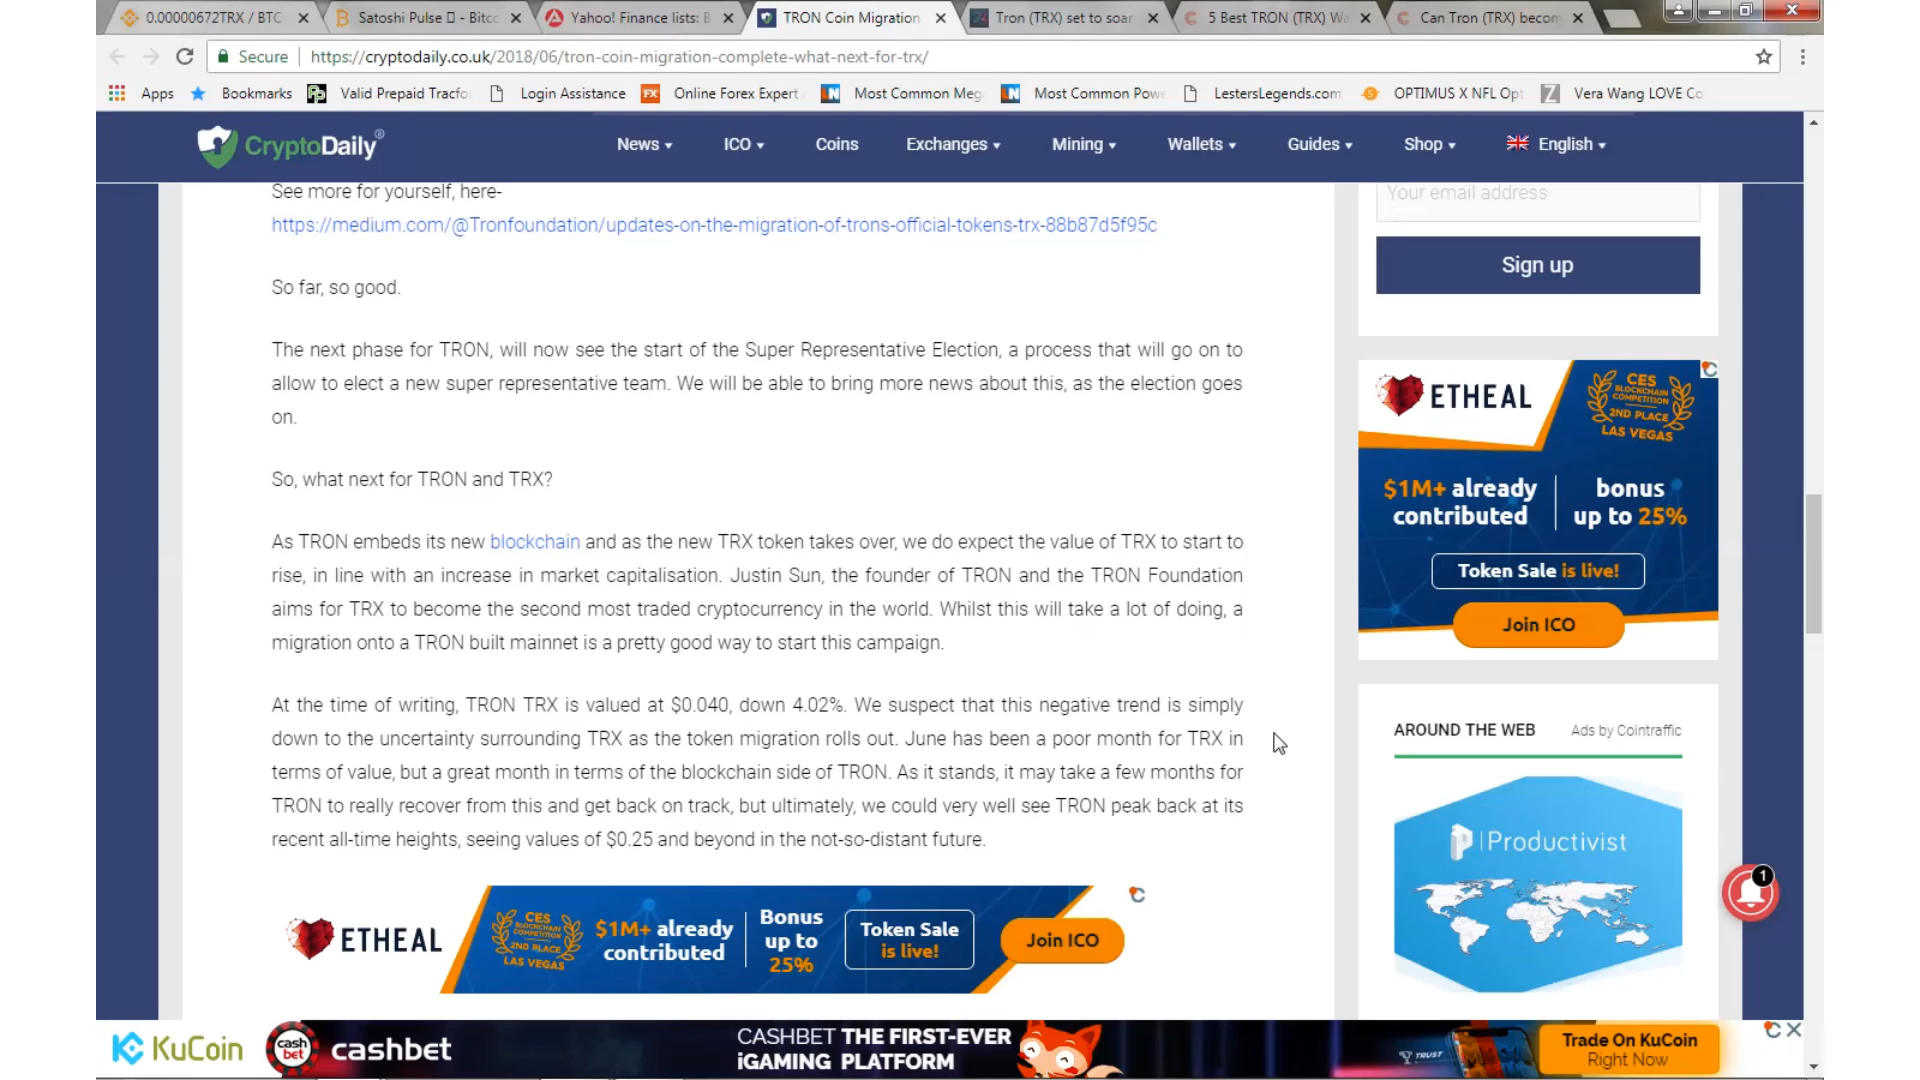 0.00000672TRX / BTC
Satoshi Pulse
Yahoo! Finance lists:
TRON Coin Migration
Tron (TRX) set to soar
5 Best TRON (TRX) Wa
Can Tron (TRX) becom
Secure
https://cryptodaily.co.uk/2018/06/tron-coin-migration-complete-what-next-for-trx/
Apps
Bookmarks
Valid Prepaid Tracfo
Login Assistance
Online Forex Expert
Most Common Meg
Most Common Powe
LestersLegends.com
OPTIMUS X NFL Opt
Vera Wang LOVE Co
CryptoDaily®
News
ICO
Coins
Exchanges
Mining
Wallets
Guides
Shop
English
See more for yourself, here-
https://medium.com/@Tronfoundation/updates-on-the-migration-of-trons-official-tokens-trx-88b87d5f95c
So far, so good.
The next phase for TRON, will now see the start of the Super Representative Election, a process that will go on to
allow to elect a new super representative team. We will be able to bring more news about this, as the election goes
on.
So, what next for TRON and TRX?
As TRON embeds its new blockchain and as the new TRX token takes over, we do expect the value of TRX to start to
rise, in line with an increase in market capitalisation. Justin Sun, the founder of TRON and the TRON Foundation
aims for TRX to become the second most traded cryptocurrency in the world. Whilst this will take a lot of doing, a
migration onto a TRON built mainnet is a pretty good way to start this campaign.
At the time of writing, TRON TRX is valued at $0.040, down 4.02%. We suspect that this negative trend is simply
down to the uncertainty surrounding TRX as the token migration rolls out. June has been a poor month for TRX in
terms of value, but a great month in terms of the blockchain side of TRON. As it stands, it may take a few months for
TRON to really recover from this and get back on track, but ultimately, we could very well see TRON peak back at its
recent all-time heights, seeing values of $0.25 and beyond in the not-so-distant future.
ETHEAL
CES
BLOCKCHAIN
COMPETITION
2ND PLACE
LAS VEGAS
$1M+ already
contributed
Bonus
up to
25%
Token Sale
is live!
Join ICO
Your email address
Sign up
ETHEAL
CES
BLOCKCHAIN
COMPETITION
2ND PLACE
LAS VEGAS
$1M+ already
contributed
bonus
up to 25%
Token Sale is live!
Join ICO
AROUND THE WEB
Ads by Cointraffic
Productivist
1
KuCoin
cash
bet
cashbet
CASHBET THE FIRST-EVER
iGAMING PLATFORM
TRUST
Trade On KuCoin
Right Now